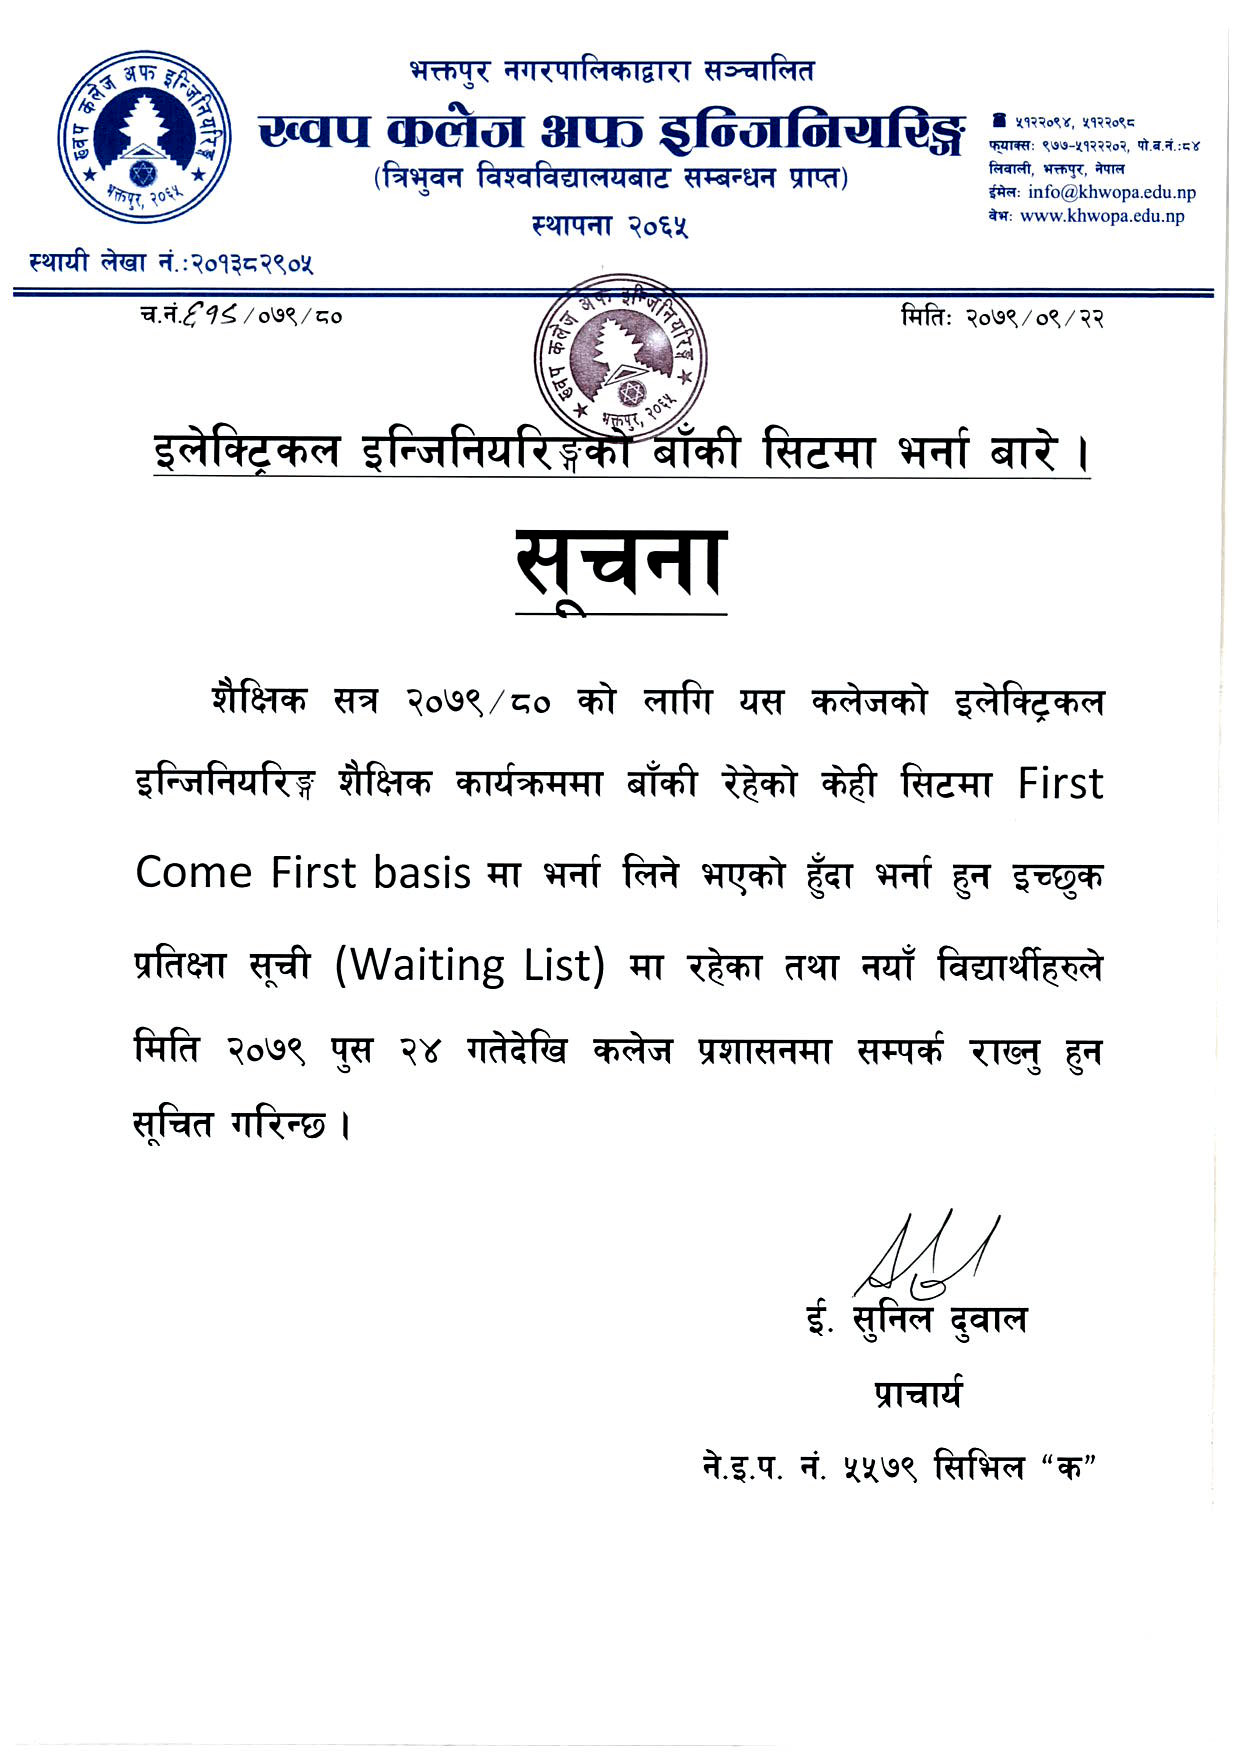 भक्तपुर नगरपालिकाद्वारा सञ्चालित
ख्वप कलेज अफ इन्जिनियरिङ्ग
(त्रिभुवन विश्वविद्यालयबाट सम्बन्धन प्राप्त)
स्थापना २०६५
ख्वप कलेज अफ इन्जिनियरिङ्ग
भक्तपुर, २०६५
☎ ५१२२०९४, ५१२२०९८
फ्याक्सः ९७७-५१२२२०२, पो.ब.नं.:८४
लिवाली, भक्तपुर, नेपाल
ईमेलः info@khwopa.edu.np
वेभः www.khwopa.edu.np
स्थायी लेखा नं.:२०१३८२९०५
च.नं. /०७९/८०
मितिः २०७९/०९/२२
ख्वप कलेज अफ इन्जिनियरिङ्ग
भक्तपुर, २०६५
इलेक्ट्रिकल इन्जिनियरिङ्गको बाँकी सिटमा भर्ना बारे ।
सूचना
शैक्षिक सत्र २०७९/८० को लागि यस कलेजको इलेक्ट्रिकल
इन्जिनियरिङ्ग शैक्षिक कार्यक्रममा बाँकी रेहेको केही सिटमा First
Come First basis मा भर्ना लिने भएको हुँदा भर्ना हुन इच्छुक
प्रतिक्षा सूची (Waiting List) मा रहेका तथा नयाँ विद्यार्थीहरुले
मिति २०७९ पुस २४ गतेदेखि कलेज प्रशासनमा सम्पर्क राख्नु हुन
सूचित गरिन्छ ।
ई. सुनिल दुवाल
प्राचार्य
ने.इ.प. नं. ५५७९ सिभिल “क”